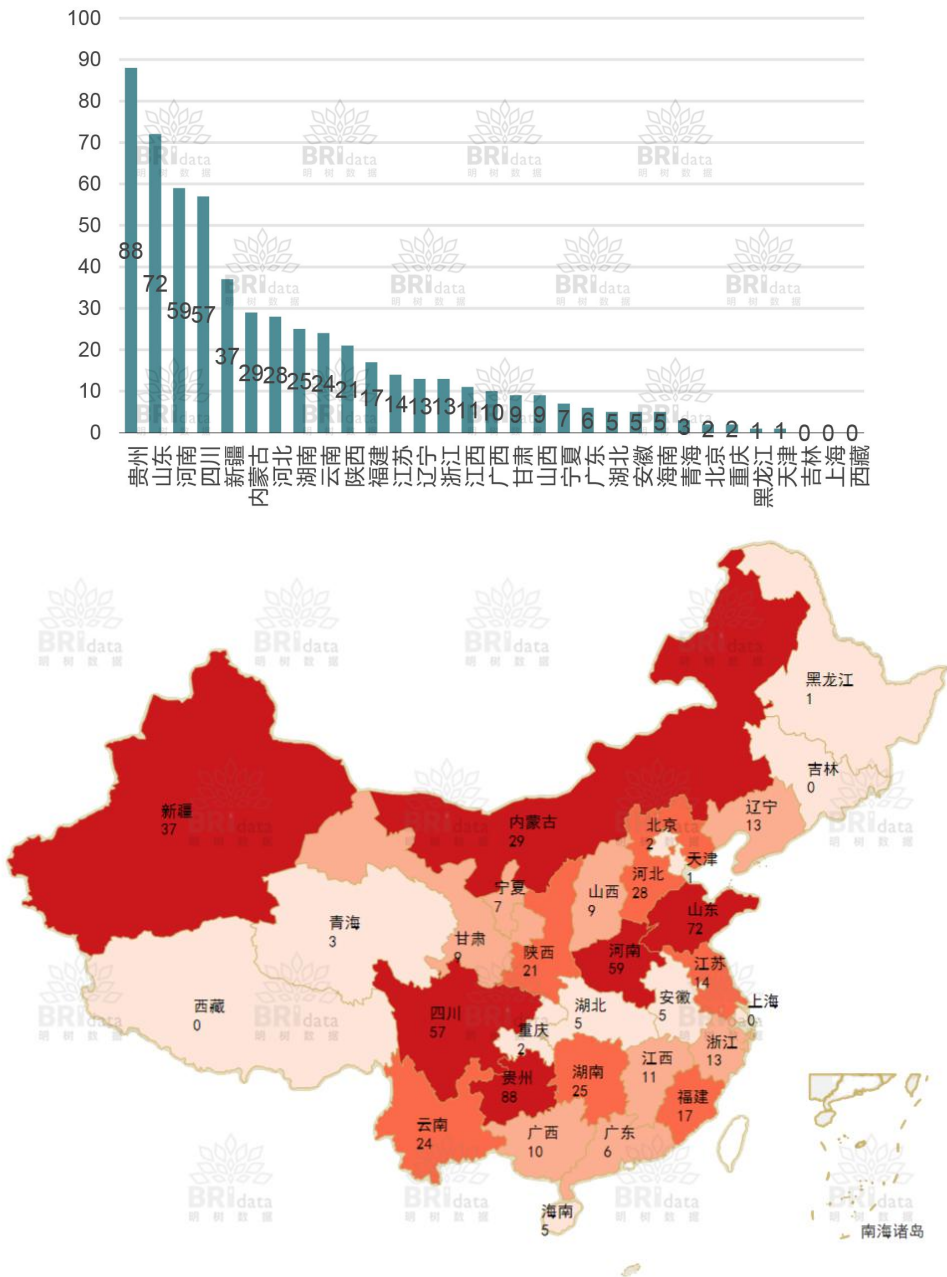 100
90
80
70
60
50
40
30
20
10
0
88
72
59
57
37
29
28
25
24
21
17
14
13
13
11
10
9
9
7
6
5
5
5
3
2
2
1
1
0
0
0
贵州
山东
河南
四川
新疆
内蒙古
河北
湖南
云南
陕西
福建
江苏
辽宁
浙江
江西
广西
甘肃
山西
宁夏
广东
湖北
安徽
海南
青海
北京
重庆
黑龙江
天津
吉林
上海
西藏
BRIdata
明树数据
黑龙江
1
吉林
0
辽宁
13
新疆
37
内蒙古
29
北京
2
天津
1
河北
28
宁夏
7
山西
9
山东
72
青海
3
甘肃
9
陕西
21
河南
59
江苏
14
西藏
0
四川
57
湖北
5
安徽
5
上海
0
重庆
2
浙江
13
贵州
88
湖南
25
江西
11
福建
17
云南
24
广西
10
广东
6
海南
5
南海诸岛